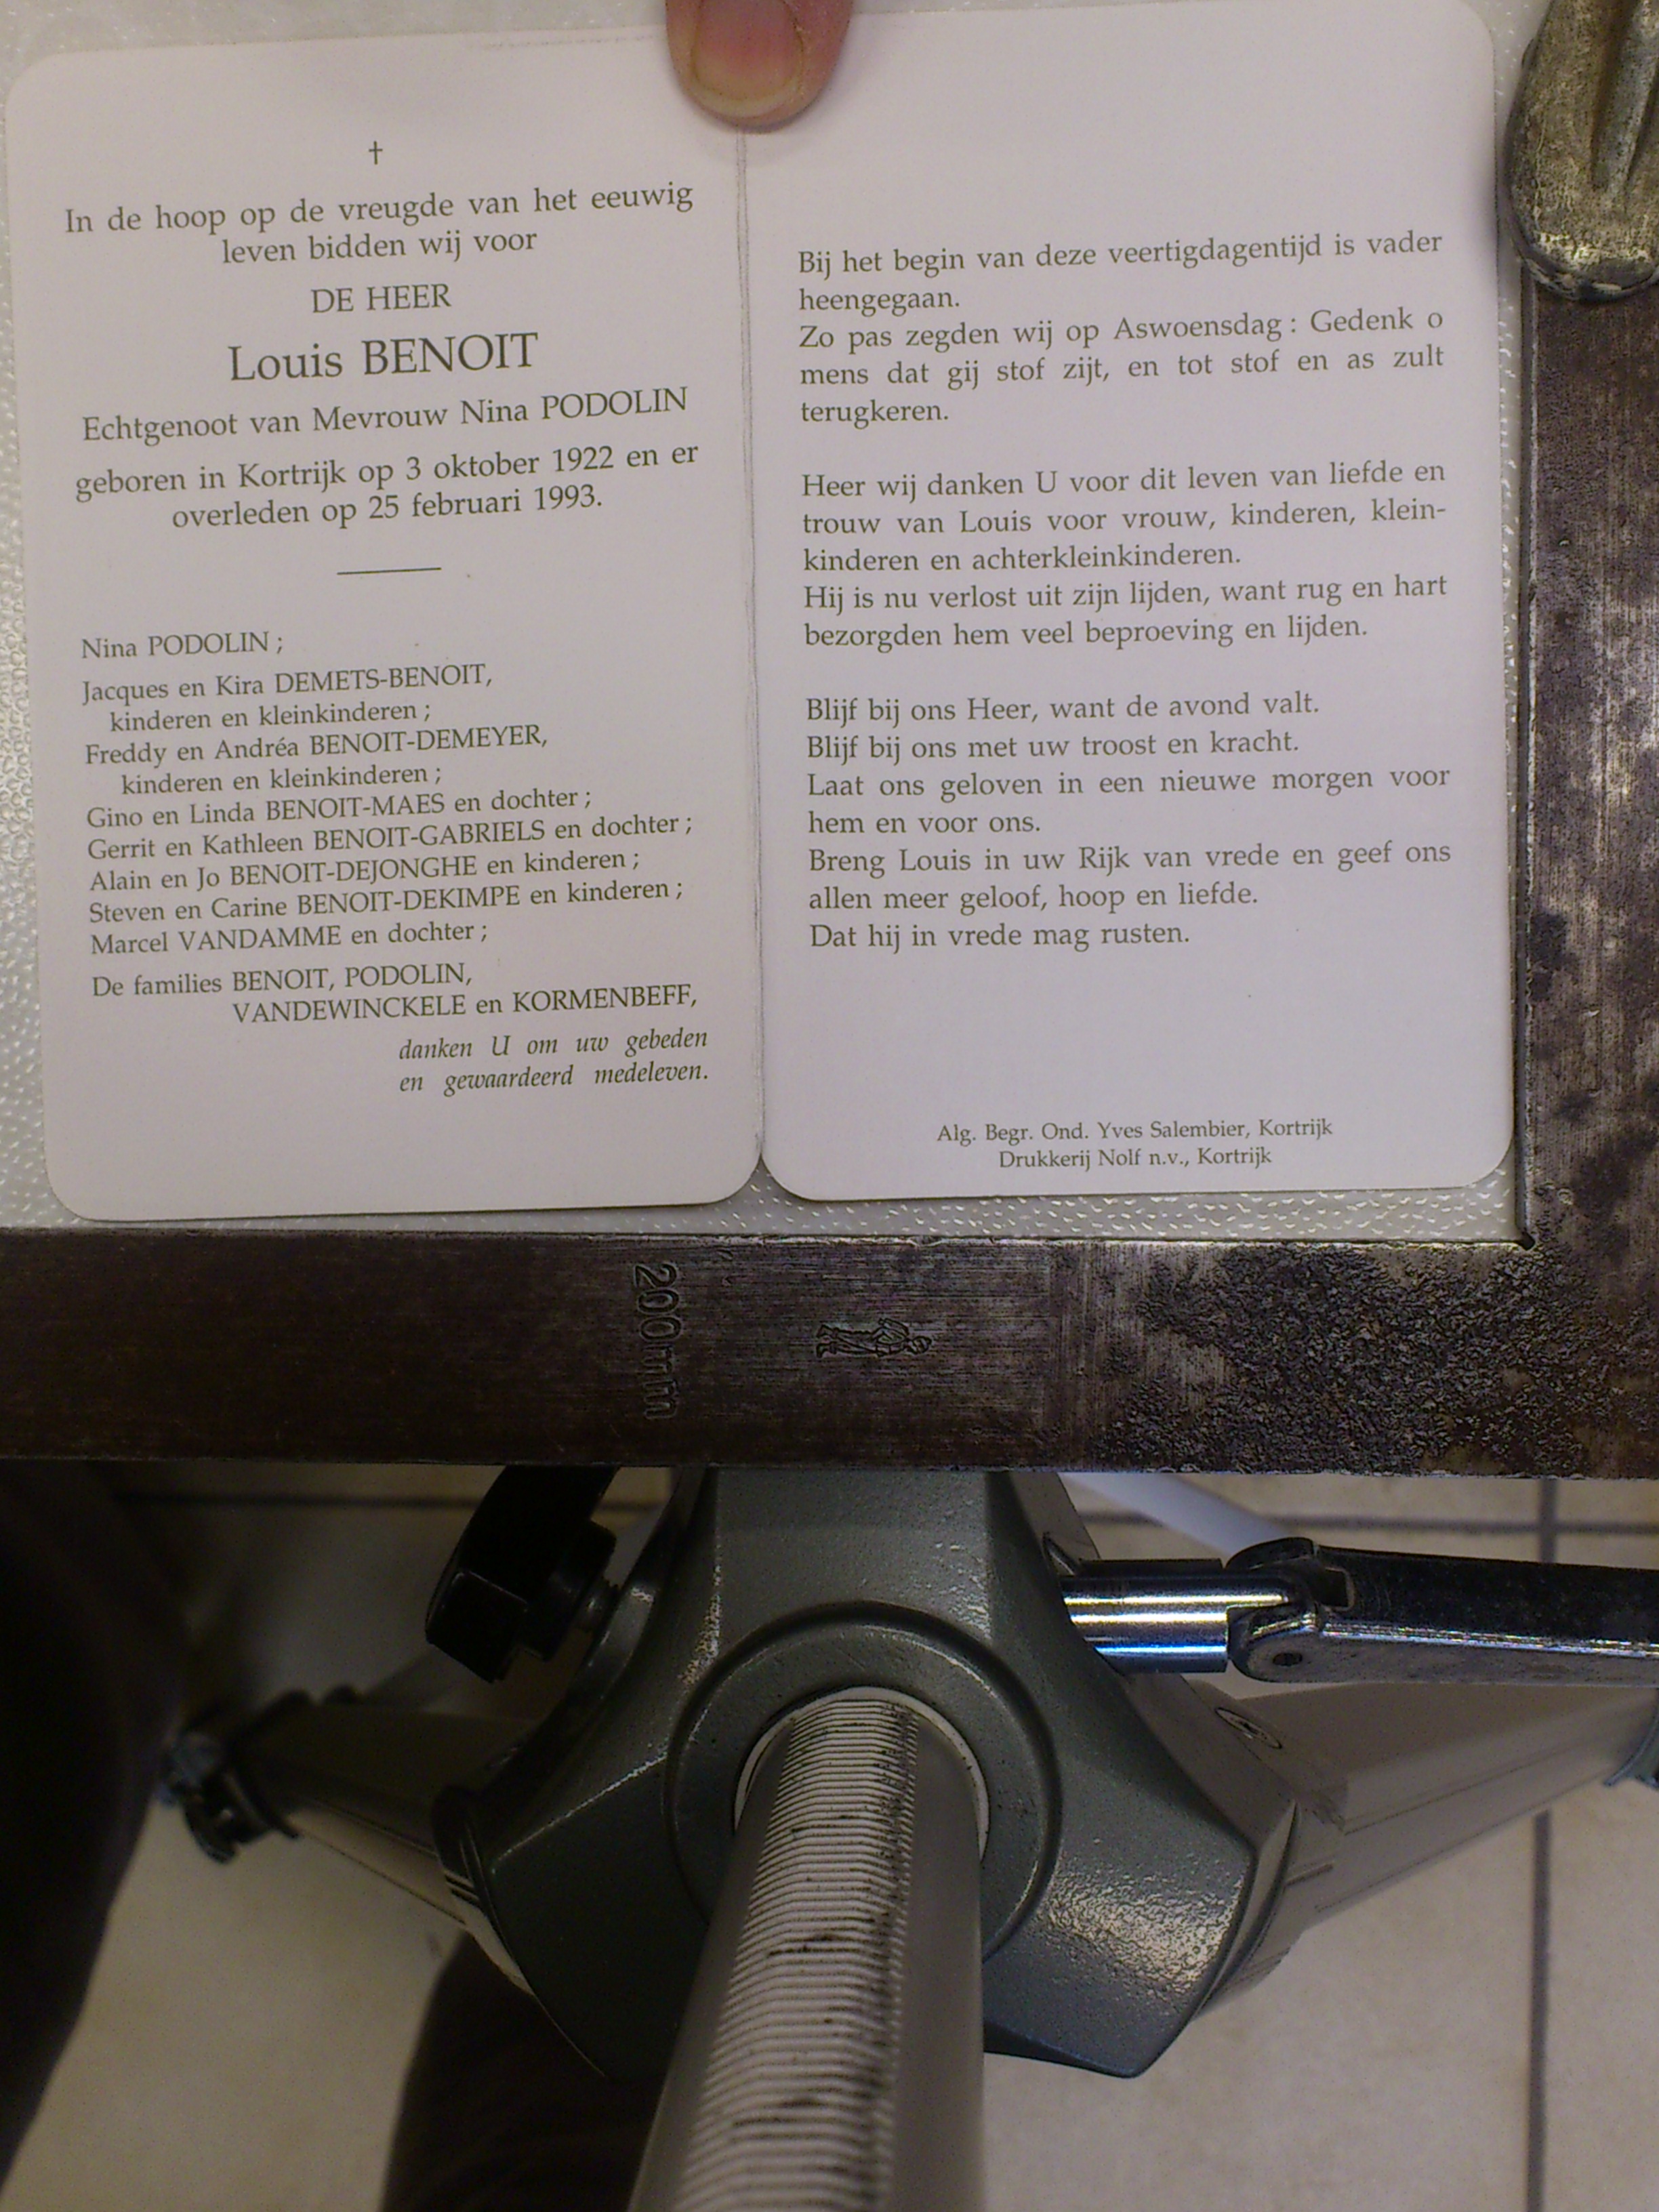 †
In de hoop op de vreugde van het eeuwig
leven bidden wij voor
DE HEER
Louis BENOIT
Echtgenoot van Mevrouw Nina PODOLIN
geboren in Kortrijk op 3 oktober 1922 en er
overleden op 25 februari 1993.
Nina PODOLIN ;
Jacques en Kira DEMETS-BENOIT,
kinderen en kleinkinderen ;
Freddy en Andréa BENOIT-DEMEYER,
kinderen en kleinkinderen ;
Gino en Linda BENOIT-MAES en dochter ;
Gerrit en Kathleen BENOIT-GABRIELS en dochter ;
Alain en Jo BENOIT-DEJONGHE en kinderen ;
Steven en Carine BENOIT-DEKIMPE en kinderen ;
Marcel VANDAMME en dochter ;
De families BENOIT, PODOLIN,
VANDEWINCKELE en KORMENBEFF,
danken U om uw gebeden
en gewaardeerd medeleven.
Bij het begin van deze veertigdagentijd is vader
heengegaan.
Zo pas zegden wij op Aswoensdag : Gedenk o
mens dat gij stof zijt, en tot stof en as zult
terugkeren.
Heer wij danken U voor dit leven van liefde en
trouw van Louis voor vrouw, kinderen, klein-
kinderen en achterkleinkinderen.
Hij is nu verlost uit zijn lijden, want rug en hart
bezorgden hem veel beproeving en lijden.
Blijf bij ons Heer, want de avond valt.
Blijf bij ons met uw troost en kracht.
Laat ons geloven in een nieuwe morgen voor
hem en voor ons.
Breng Louis in uw Rijk van vrede en geef ons
allen meer geloof, hoop en liefde.
Dat hij in vrede mag rusten.
Alg. Begr. Ond. Yves Salembier, Kortrijk
Drukkerij Nolf n.v., Kortrijk
200mm